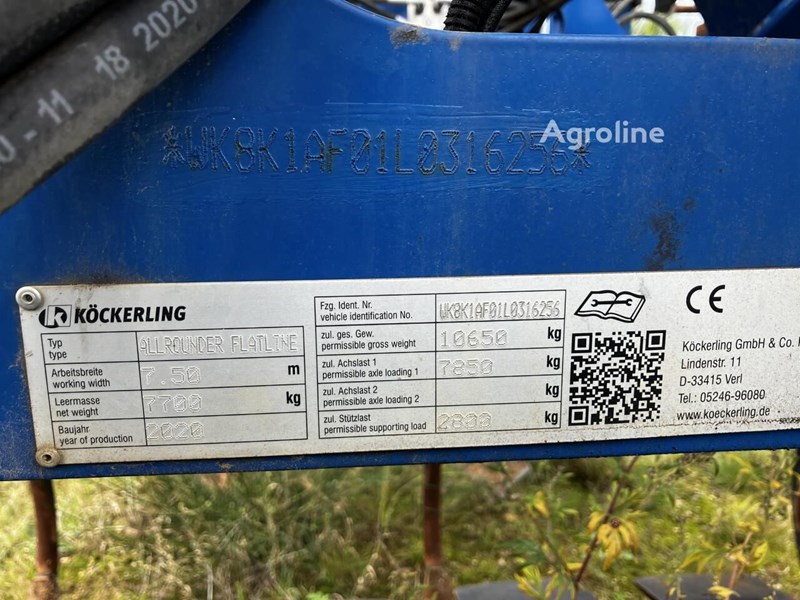 0 - 11 18 2020
Agroline
*WK8K1AF01L0316256*
KÖCKERLING
Typ
type
ALLROUNDER FLATLINE
Arbeitsbreite
working width
7.50 m
Leermasse
net weight
7700 kg
Baujahr
year of production
2020
Fzg. Ident. Nr.
vehicle identification No.
WK8K1AF01L0316256
zul. ges. Gew.
permissible gross weight
10650 kg
zul. Achslast 1
permissible axle loading 1
7850 kg
zul. Achslast 2
permissible axle loading 2
kg
zul. Stützlast
permissible supporting load
2800 kg
CE
Köckerling GmbH & Co.
Lindenstr. 11
D-33415 Verl
Tel.: 05246-96080
www.koeckerling.de